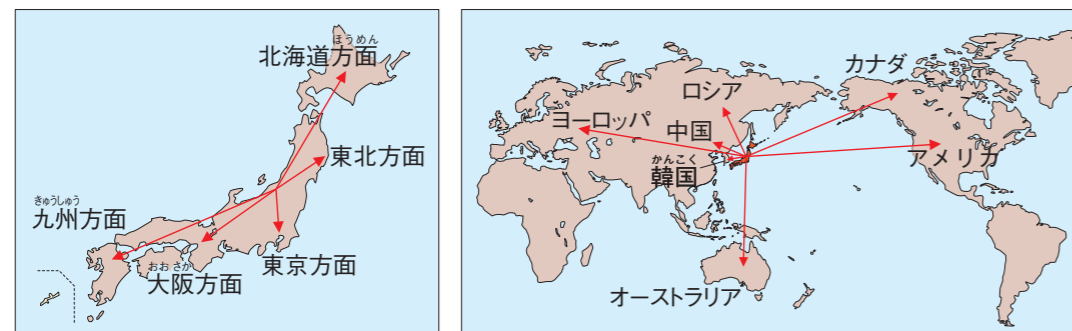 ほうめん
北海道方面
東北方面
きゅうしゅう
九州方面
東京方面
おおさか
大阪方面
カナダ
ロシア
ヨーロッパ
中国
アメリカ
かんこく
韓国
オーストラリア